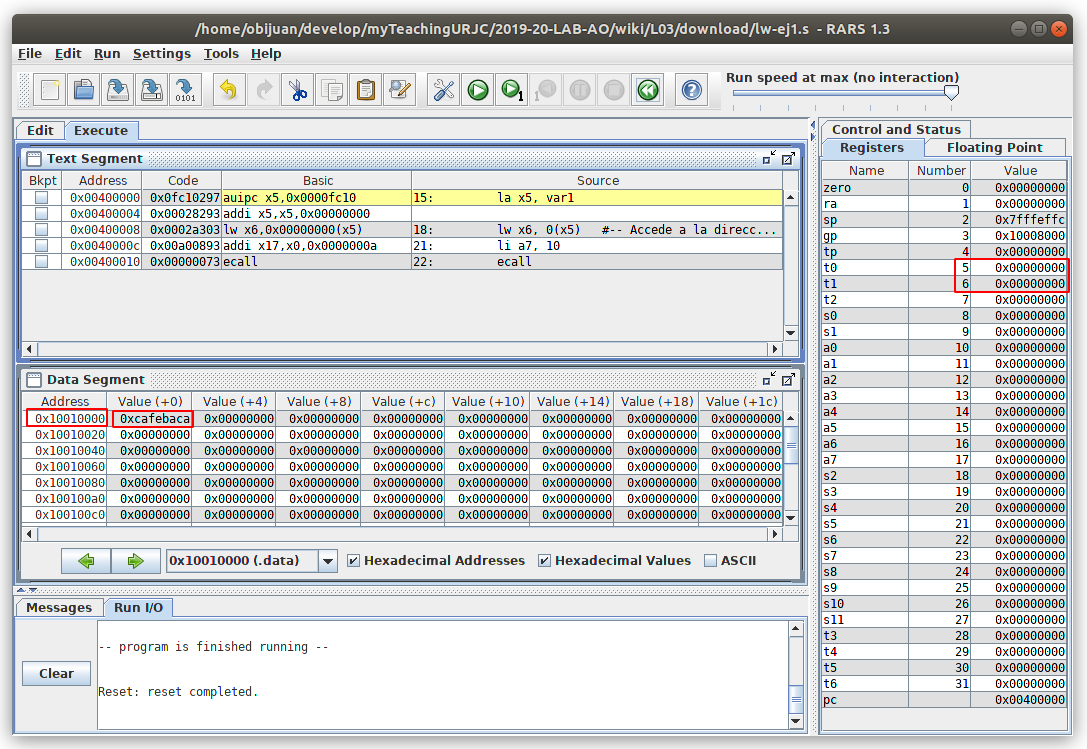 /home/obijuan/develop/myTeachingURJC/2019-20-LAB-AO/wiki/L03/download/lw-ej1.s - RARS 1.3
File Edit Run Settings Tools Help
0101
1
1
Run speed at max (no interaction)
Edit Execute
Text Segment
Bkpt Address Code Basic Source
0x00400000 0x0fc10297 auipc x5,0x0000fc10 15: la x5, var1
0x00400004 0x00028293 addi x5,x5,0x00000000
0x00400008 0x0002a303 lw x6,0x00000000(x5) 18: lw x6, 0(x5) #-- Accede a la direcc...
0x0040000c 0x00a00893 addi x17,x0,0x0000000a 21: li a7, 10
0x00400010 0x00000073 ecall 22: ecall
Data Segment
Address Value (+0) Value (+4) Value (+8) Value (+c) Value (+10) Value (+14) Value (+18) Value (+1c)
0x10010000 0xcafebaca 0x00000000 0x00000000 0x00000000 0x00000000 0x00000000 0x00000000 0x00000000
0x10010020 0x00000000 0x00000000 0x00000000 0x00000000 0x00000000 0x00000000 0x00000000 0x00000000
0x10010040 0x00000000 0x00000000 0x00000000 0x00000000 0x00000000 0x00000000 0x00000000 0x00000000
0x10010060 0x00000000 0x00000000 0x00000000 0x00000000 0x00000000 0x00000000 0x00000000 0x00000000
0x10010080 0x00000000 0x00000000 0x00000000 0x00000000 0x00000000 0x00000000 0x00000000 0x00000000
0x100100a0 0x00000000 0x00000000 0x00000000 0x00000000 0x00000000 0x00000000 0x00000000 0x00000000
0x100100c0 0x00000000 0x00000000 0x00000000 0x00000000 0x00000000 0x00000000 0x00000000 0x00000000
0x10010000 (.data) Hexadecimal Addresses Hexadecimal Values ASCII
Messages Run I/O
-- program is finished running --
Clear
Reset: reset completed.
Control and Status
Registers Floating Point
Name Number Value
zero 0 0x00000000
ra 1 0x00000000
sp 2 0x7fffeffc
gp 3 0x10008000
tp 4 0x00000000
t0 5 0x00000000
t1 6 0x00000000
t2 7 0x00000000
s0 8 0x00000000
s1 9 0x00000000
a0 10 0x00000000
a1 11 0x00000000
a2 12 0x00000000
a3 13 0x00000000
a4 14 0x00000000
a5 15 0x00000000
a6 16 0x00000000
a7 17 0x00000000
s2 18 0x00000000
s3 19 0x00000000
s4 20 0x00000000
s5 21 0x00000000
s6 22 0x00000000
s7 23 0x00000000
s8 24 0x00000000
s9 25 0x00000000
s10 26 0x00000000
s11 27 0x00000000
t3 28 0x00000000
t4 29 0x00000000
t5 30 0x00000000
t6 31 0x00000000
pc 0x00400000